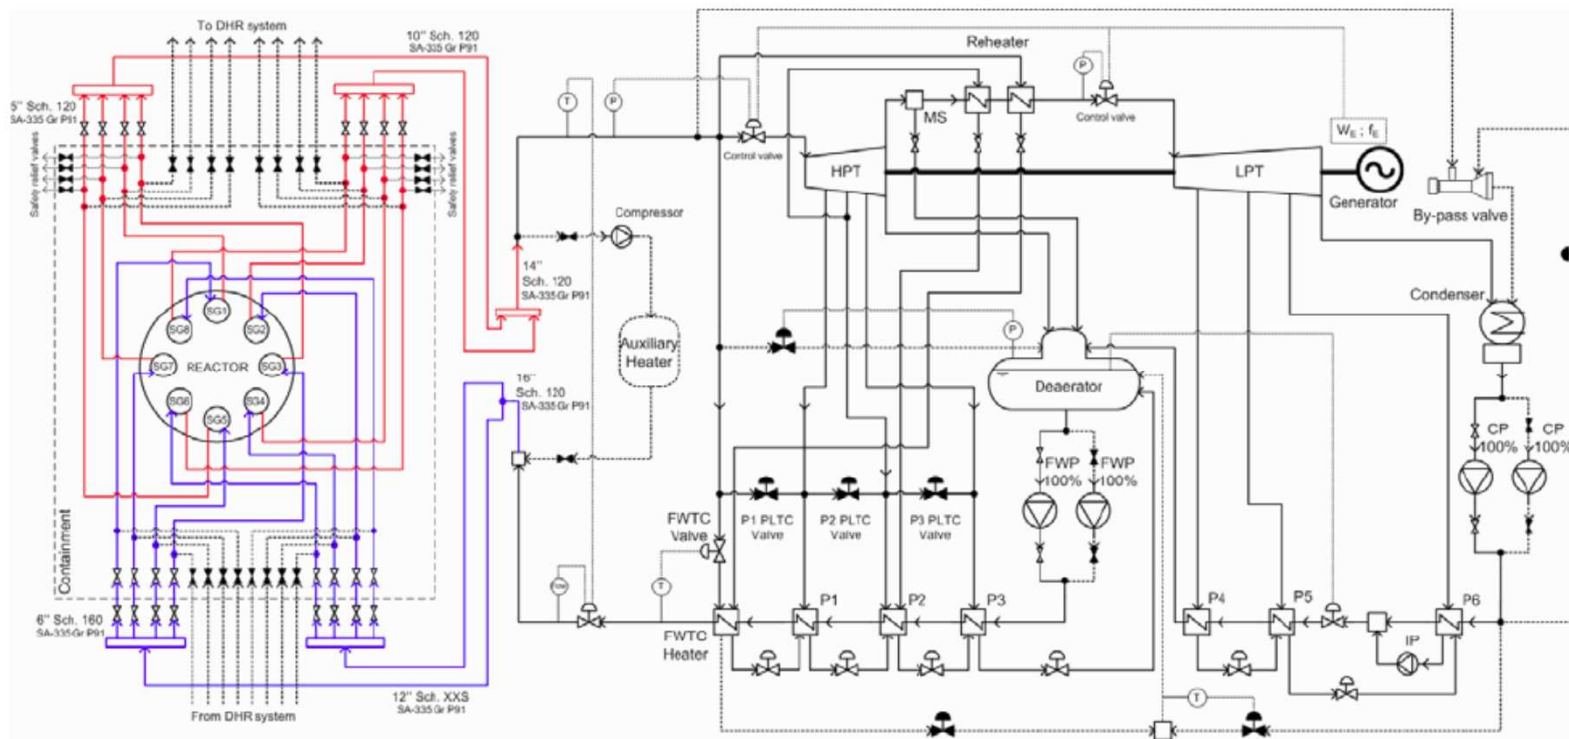 To DHR system
10" Sch. 120
SA-335 Gr P91
5" Sch. 120
SA-335 Gr P91
Safety relief valves
Safety relief valves
Containment
REACTOR
SG1
SG2
SG3
SG4
SG5
SG6
SG7
SG8
6" Sch. 160
SA-335 Gr P91
From DHR system
12" Sch. XXS
SA-335 Gr P91
14"
Sch. 120
SA-335 Gr P91
16"
Sch. 120
SA-335 Gr P91
Compressor
Auxiliary
Heater
T
P
Control valve
Reheater
MS
P
Control valve
HPT
LPT
W_E ; f_E
Generator
By-pass valve
Condenser
P
Deaerator
FWP
100%
FWP
100%
CP
100%
CP
100%
P1 PLTC
Valve
P2 PLTC
Valve
P3 PLTC
Valve
FWTC
Valve
T
FWTC
Heater
P1
P2
P3
P4
P5
P6
IP
T